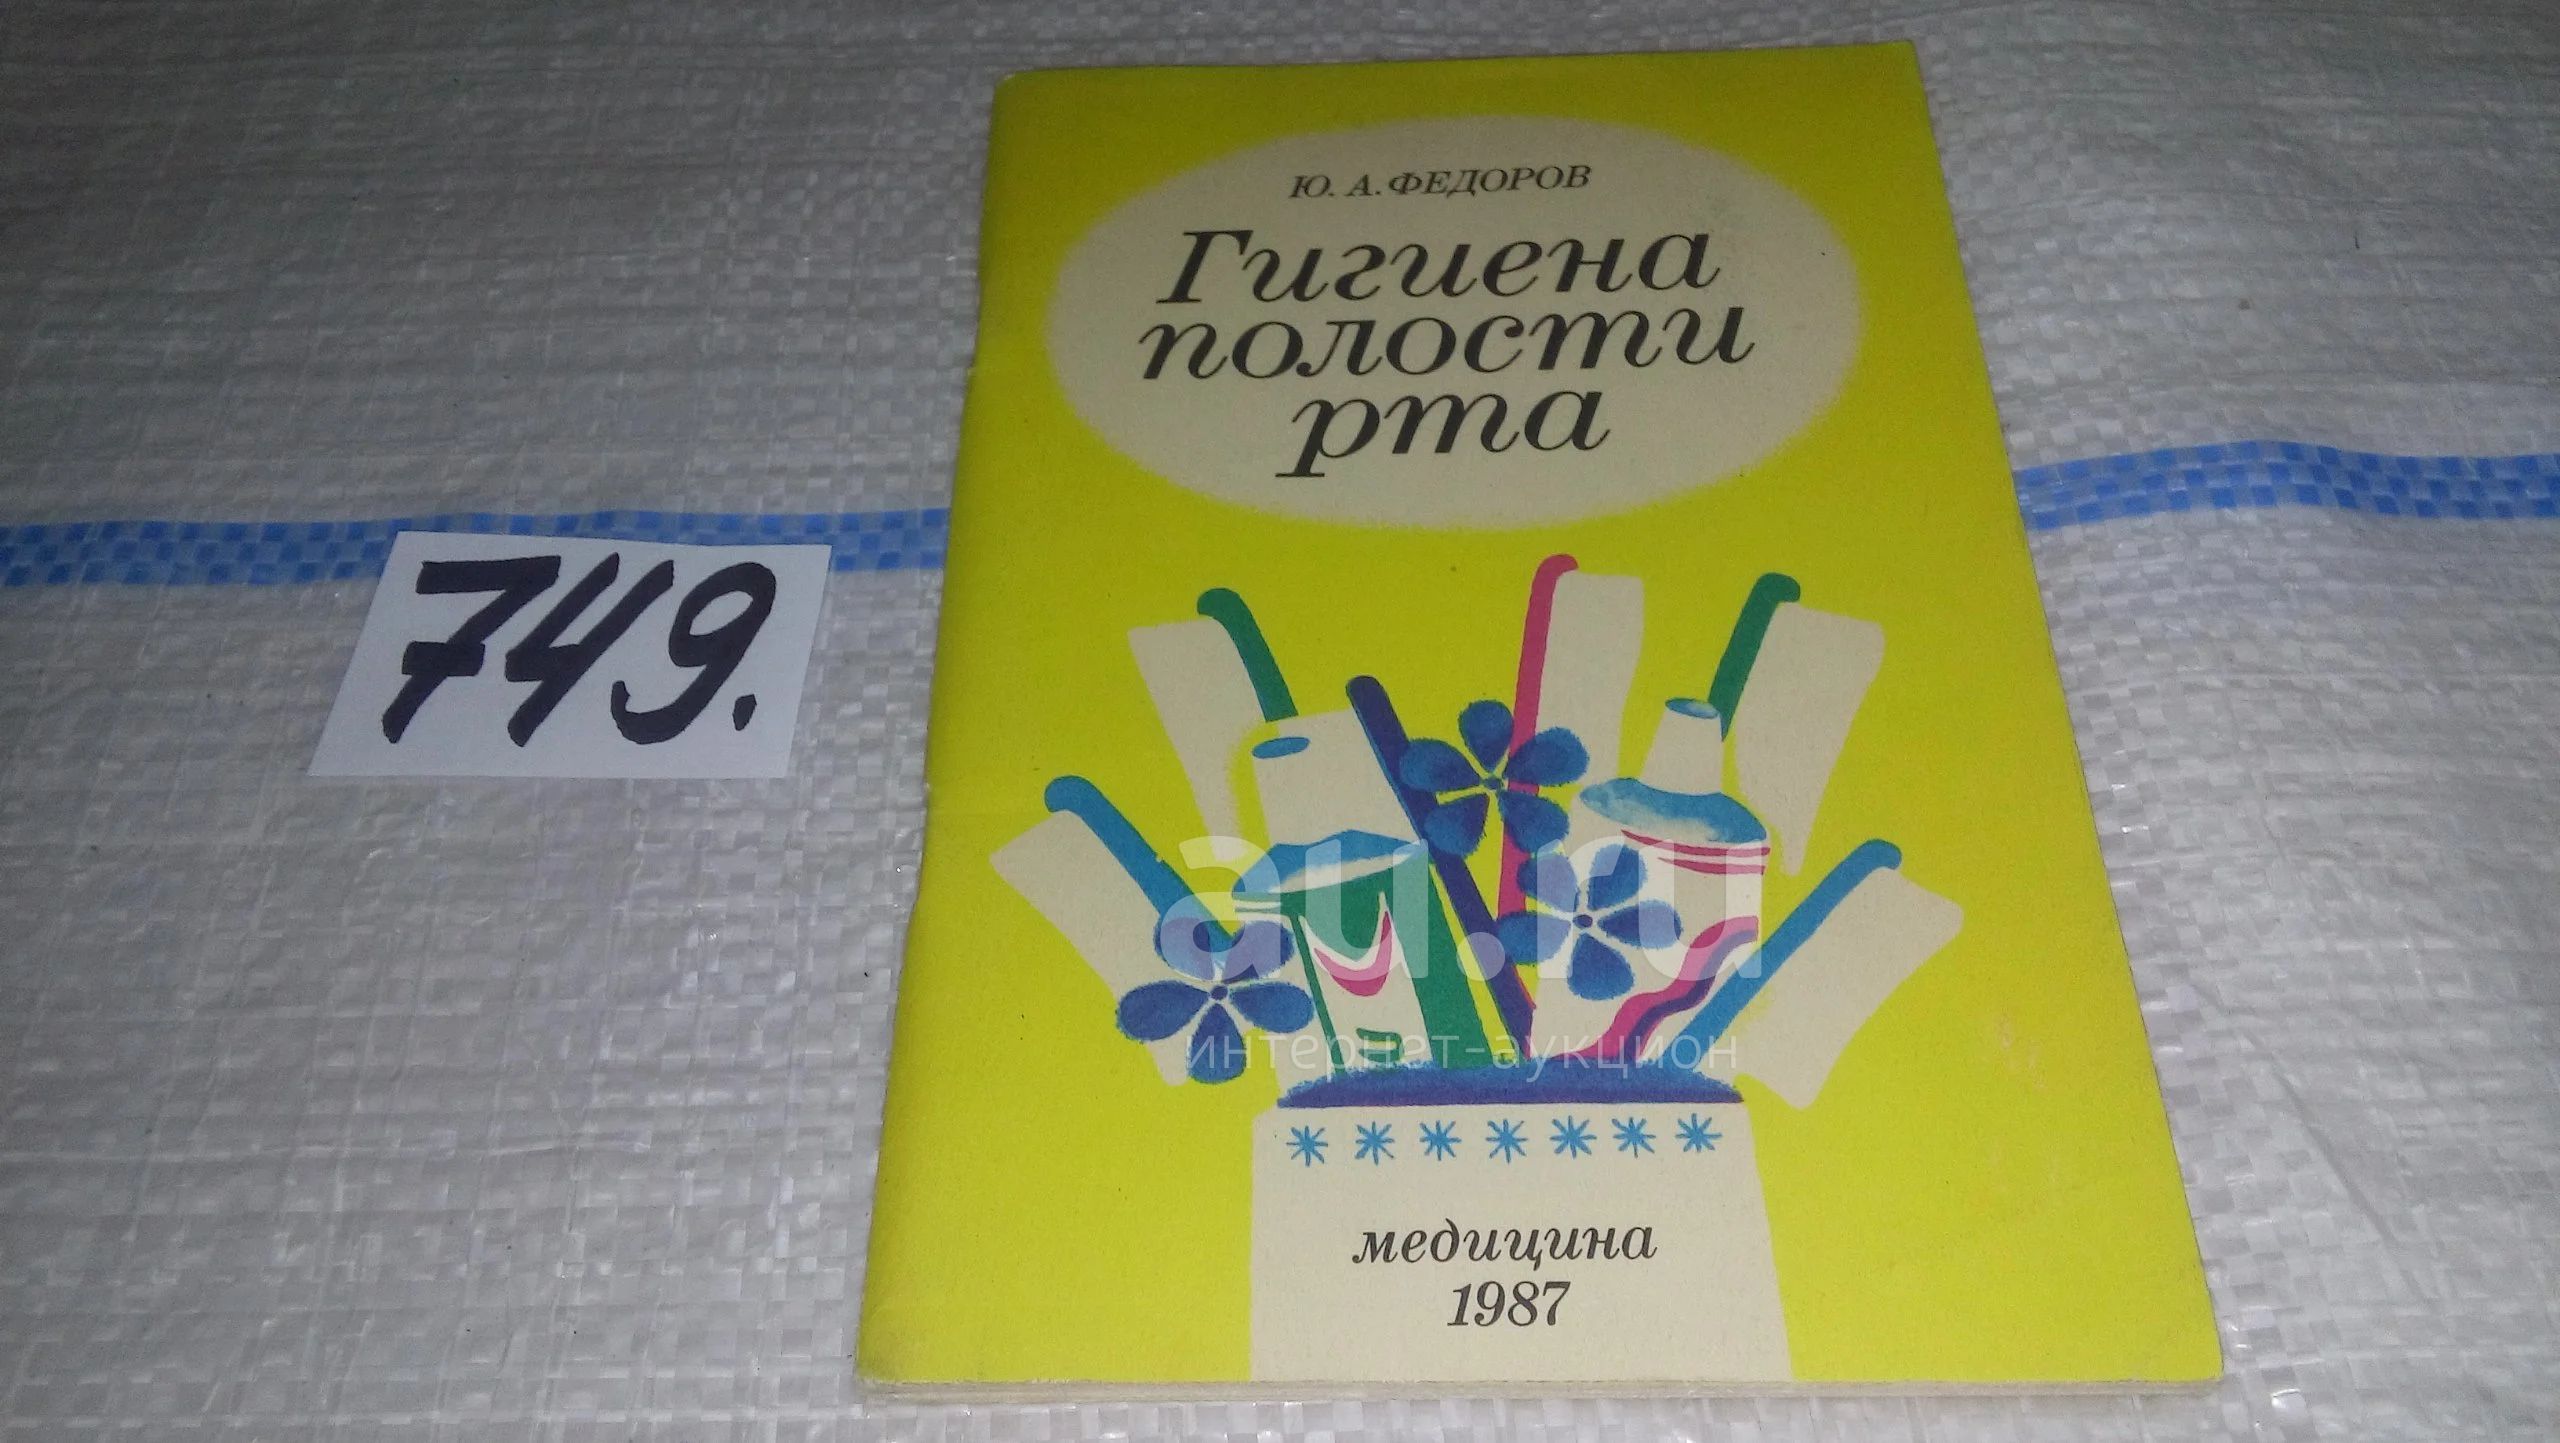 749.
Ю. А. ФЕДОРОВ
Гигиена
полости
рта
au.ru
интернет-аукцион
медицина
1987